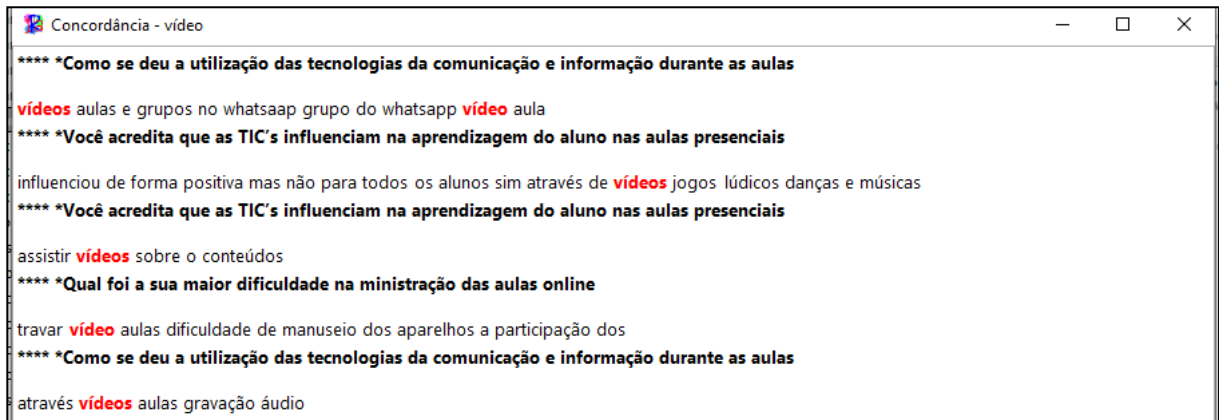 Concordância - vídeo
**** *Como se deu a utilização das tecnologias da comunicação e informação durante as aulas
vídeos aulas e grupos no whatsaap grupo do whatsapp vídeo aula
**** *Você acredita que as TIC’s influenciam na aprendizagem do aluno nas aulas presenciais
influenciou de forma positiva mas não para todos os alunos sim através de vídeos jogos lúdicos danças e músicas
**** *Você acredita que as TIC’s influenciam na aprendizagem do aluno nas aulas presenciais
assistir vídeos sobre o conteúdos
**** *Qual foi a sua maior dificuldade na ministração das aulas online
travar vídeo aulas dificuldade de manuseio dos aparelhos a participação dos
**** *Como se deu a utilização das tecnologias da comunicação e informação durante as aulas
através vídeos aulas gravação áudio